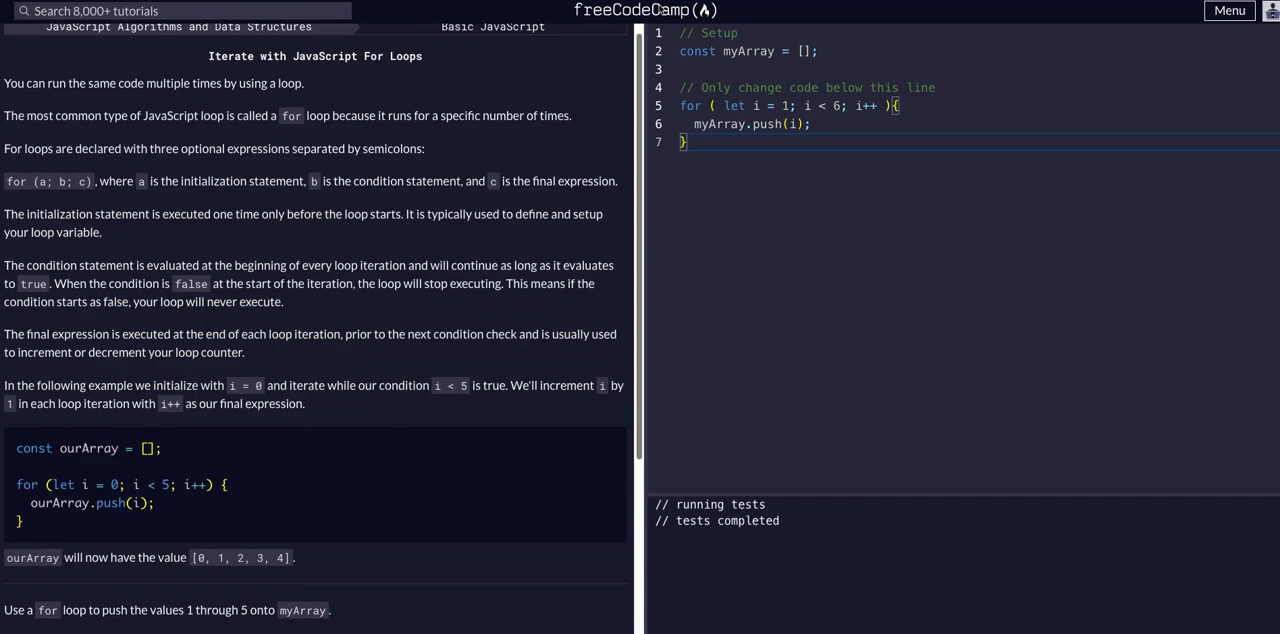 Search 8,000+ tutorials
freeCodeCamp(🔥)
Menu
JavaScript Algorithms and Data Structures
Basic JavaScript
Iterate with JavaScript For Loops
You can run the same code multiple times by using a loop.
The most common type of JavaScript loop is called a for loop because it runs for a specific number of times.
For loops are declared with three optional expressions separated by semicolons:
for (a; b; c), where a is the initialization statement, b is the condition statement, and c is the final expression.
The initialization statement is executed one time only before the loop starts. It is typically used to define and setup
your loop variable.
The condition statement is evaluated at the beginning of every loop iteration and will continue as long as it evaluates
to true. When the condition is false at the start of the iteration, the loop will stop executing. This means if the
condition starts as false, your loop will never execute.
The final expression is executed at the end of each loop iteration, prior to the next condition check and is usually used
to increment or decrement your loop counter.
In the following example we initialize with i = 0 and iterate while our condition i < 5 is true. We'll increment i by
1 in each loop iteration with i++ as our final expression.
const ourArray = [];
for (let i = 0; i < 5; i++) {
ourArray.push(i);
}
ourArray will now have the value [0, 1, 2, 3, 4].
Use a for loop to push the values 1 through 5 onto myArray.
1 // Setup
2 const myArray = [];
3
4 // Only change code below this line
5 for ( let i = 1; i < 6; i++ ){
6 myArray.push(i);
7 }
// running tests
// tests completed